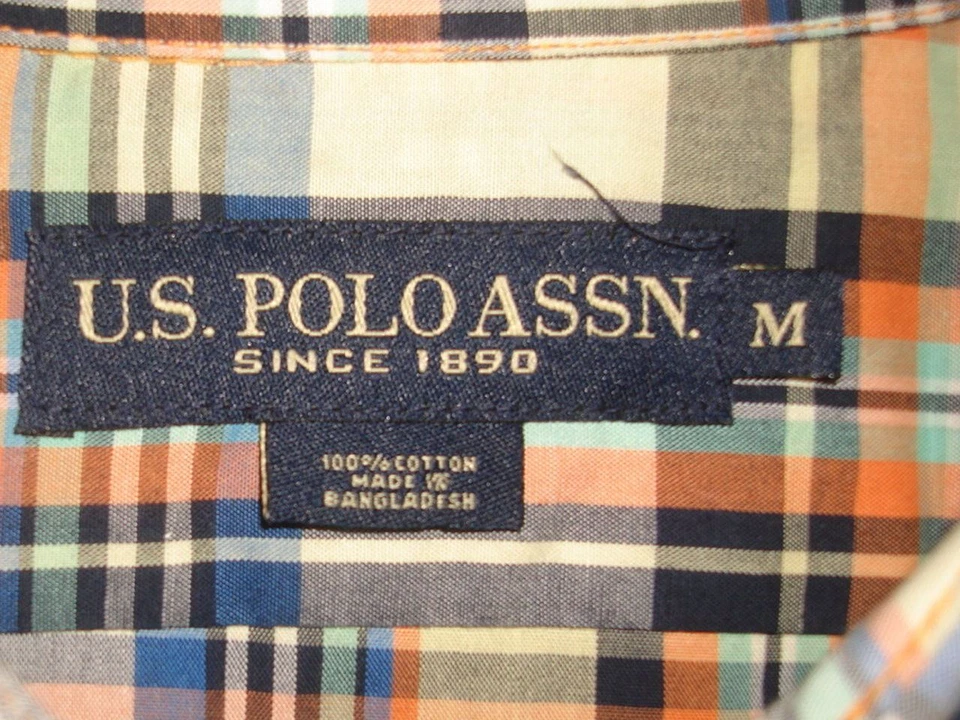 U.S. POLO ASSN.
SINCE 1890
M
100% COTTON
MADE IN
BANGLADESH